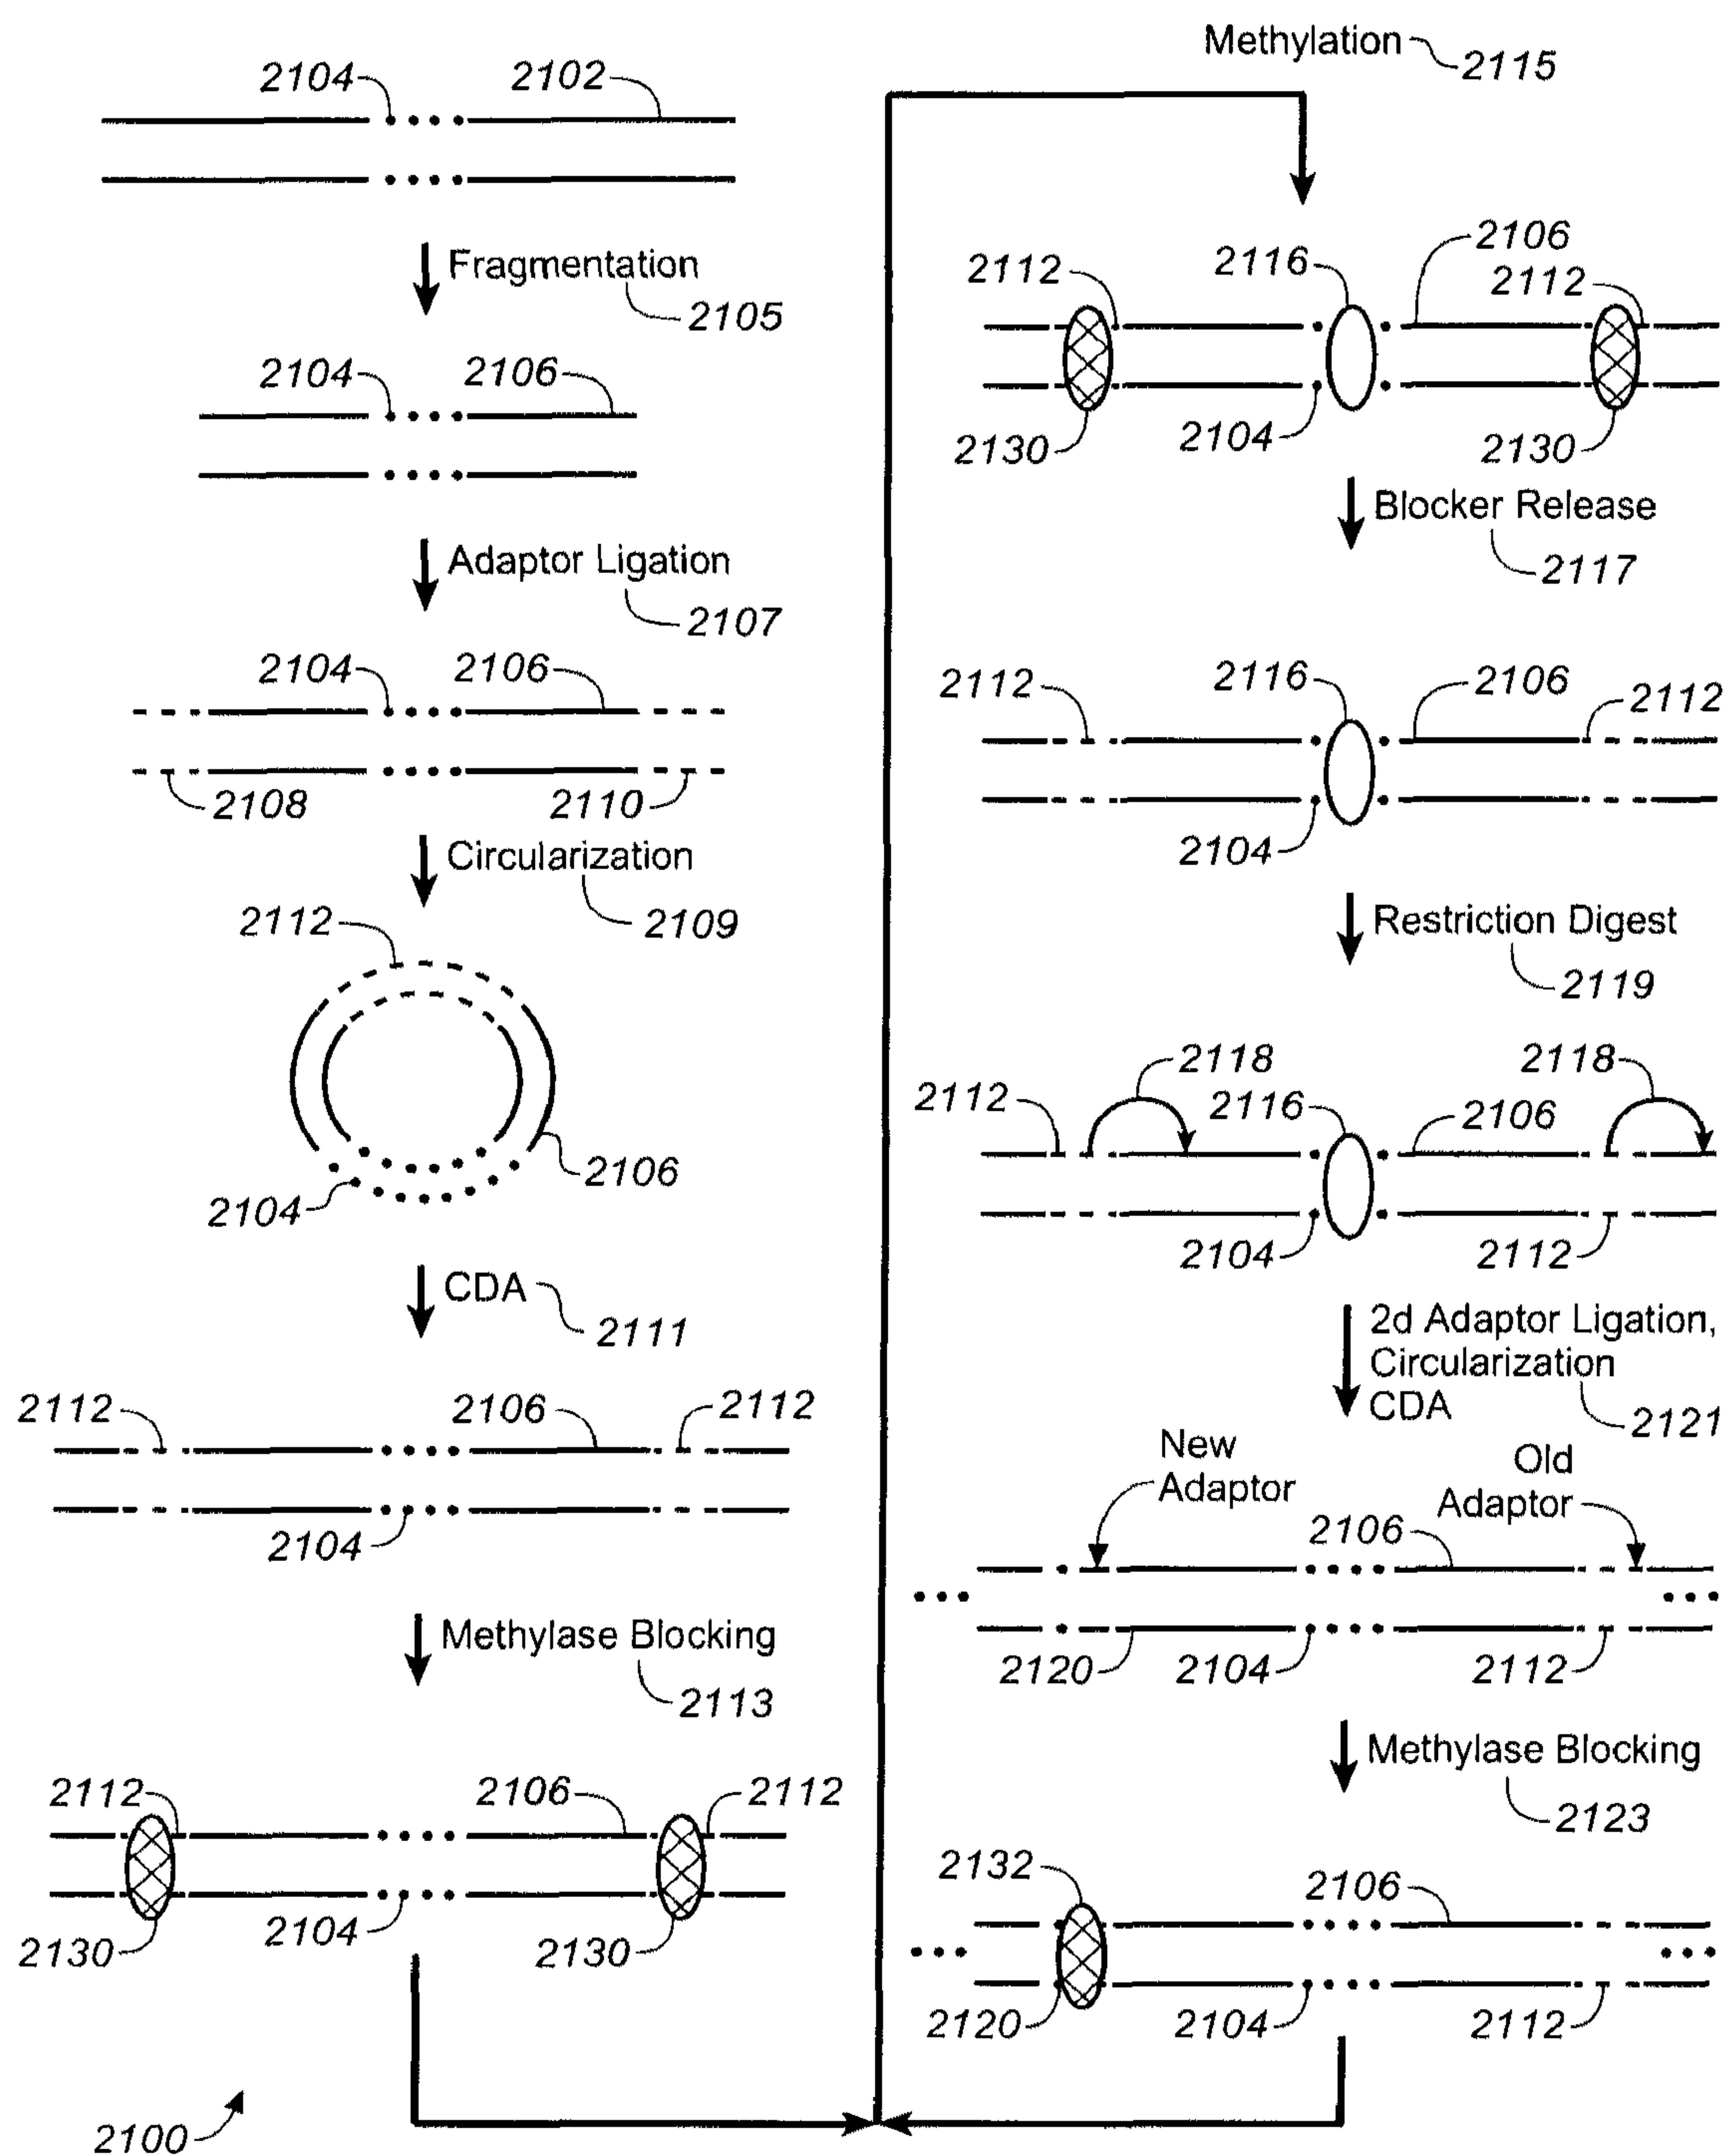 2104 2102
Fragmentation
2105
2104 2106
Adaptor Ligation
2107
2104 2106
2108 2110
Circularization
2109
2112
2106
2104
CDA
2111
2112 2106 2112
2104
Methylase Blocking
2113
2112 2106 2112
2104
2130 2130
2100
Methylation
2115
2106
2112 2116 2112
2104
2130 2130
Blocker Release
2117
2112 2116 2106 2112
2104
Restriction Digest
2119
2118 2118
2112 2116 2106
2104 2112
2d Adaptor Ligation,
Circularization
CDA
2121
New
Adaptor
Old
Adaptor
2106
2120 2104 2112
Methylase Blocking
2123
2132 2106
2120 2104 2112